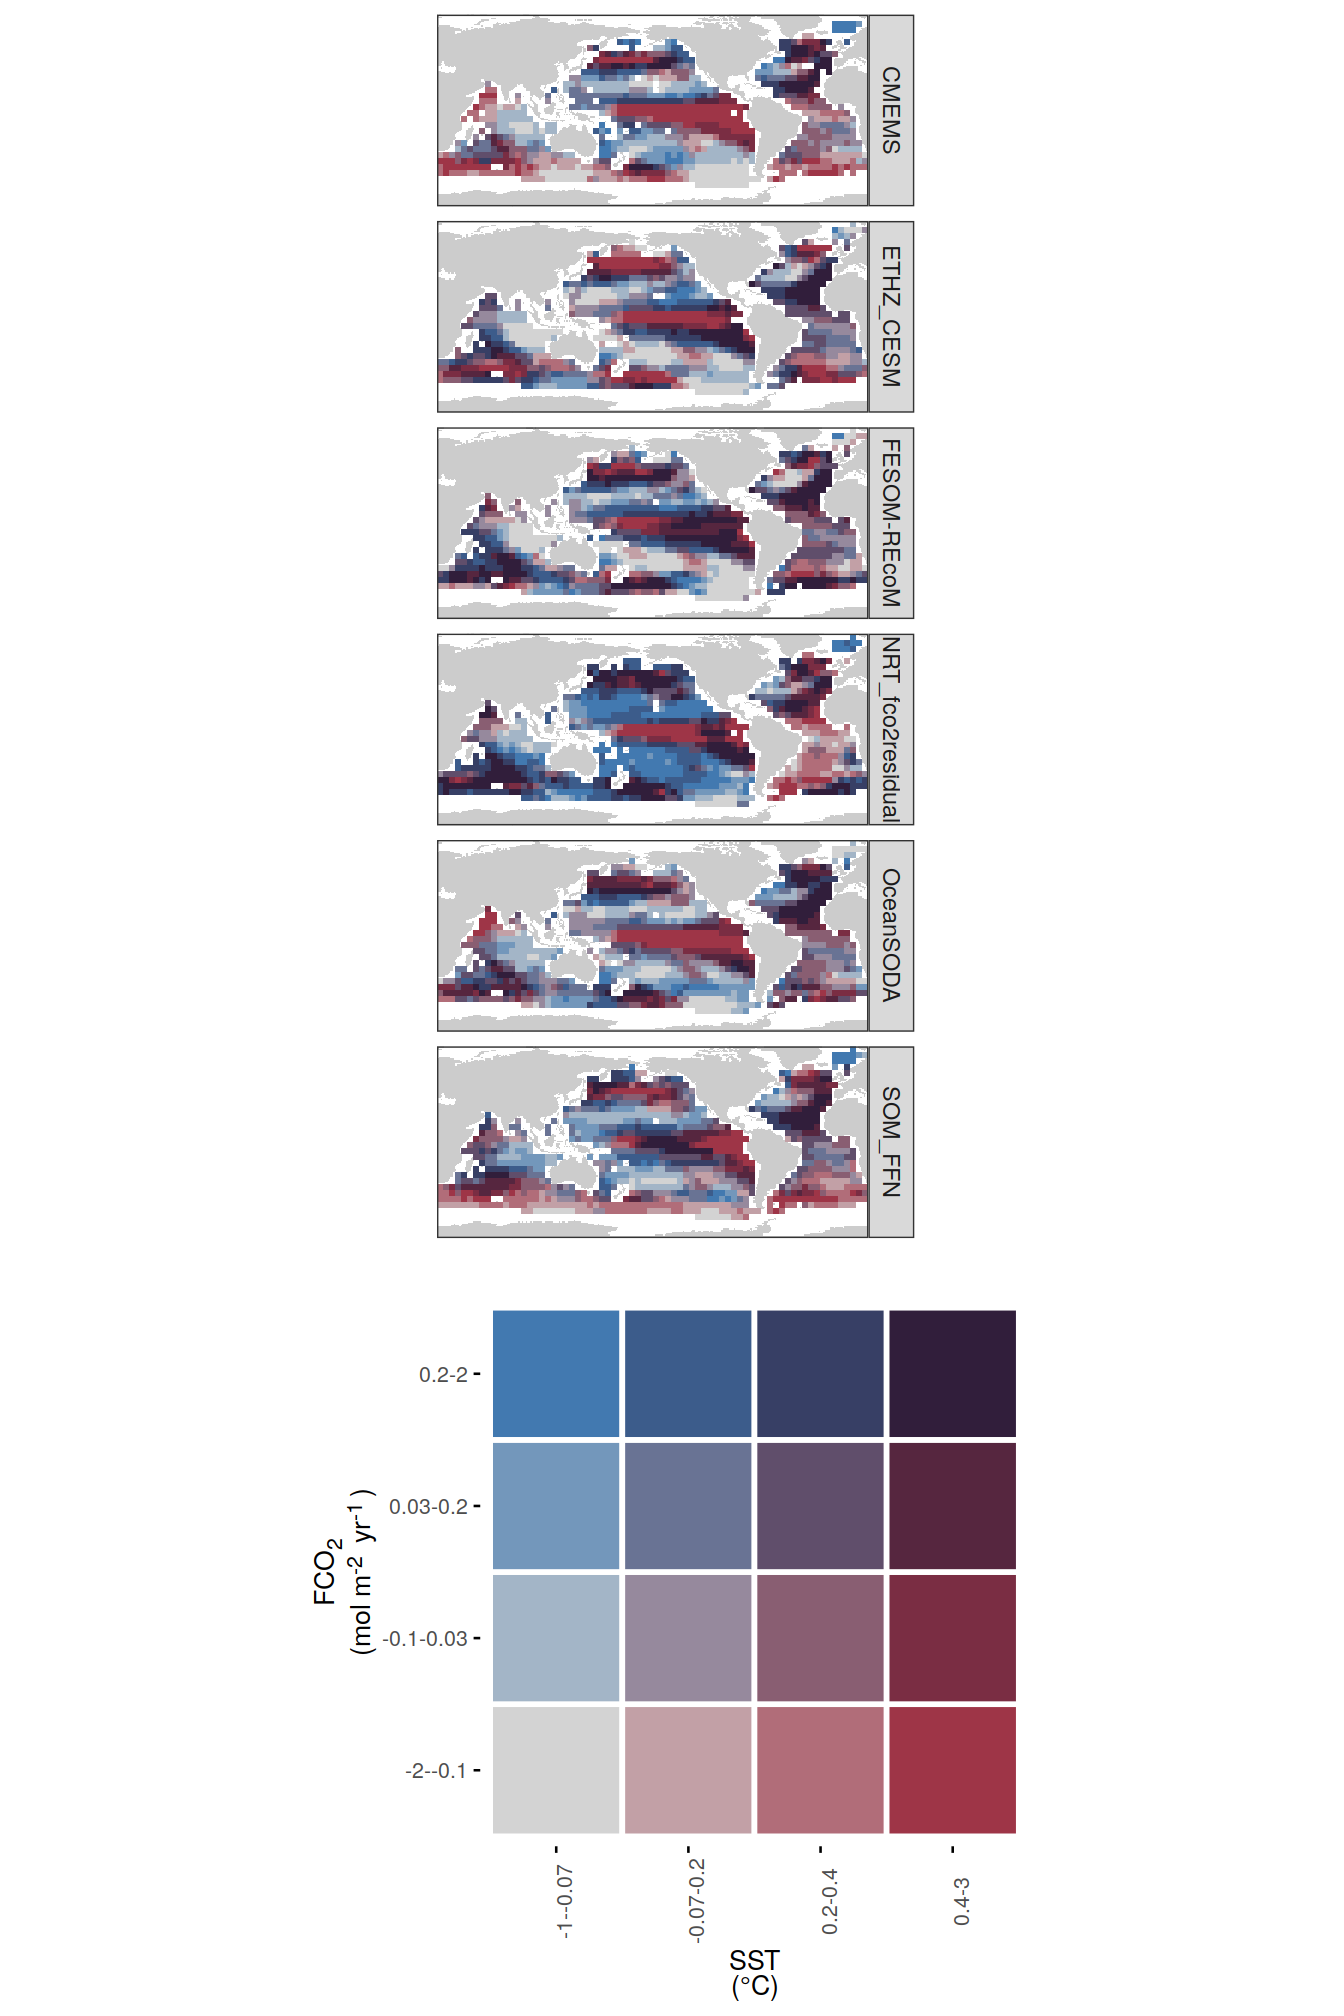 CMEMS
ETHZ_CESM
FESOM-REcoM
NRT_fco2residual
OceanSODA
SOM_FFN
FCO2
(mol m-2 yr-1)
0.2-2
0.03-0.2
-0.1-0.03
-2--0.1
-1--0.07
-0.07-0.2
0.2-0.4
0.4-3
SST
(°C)